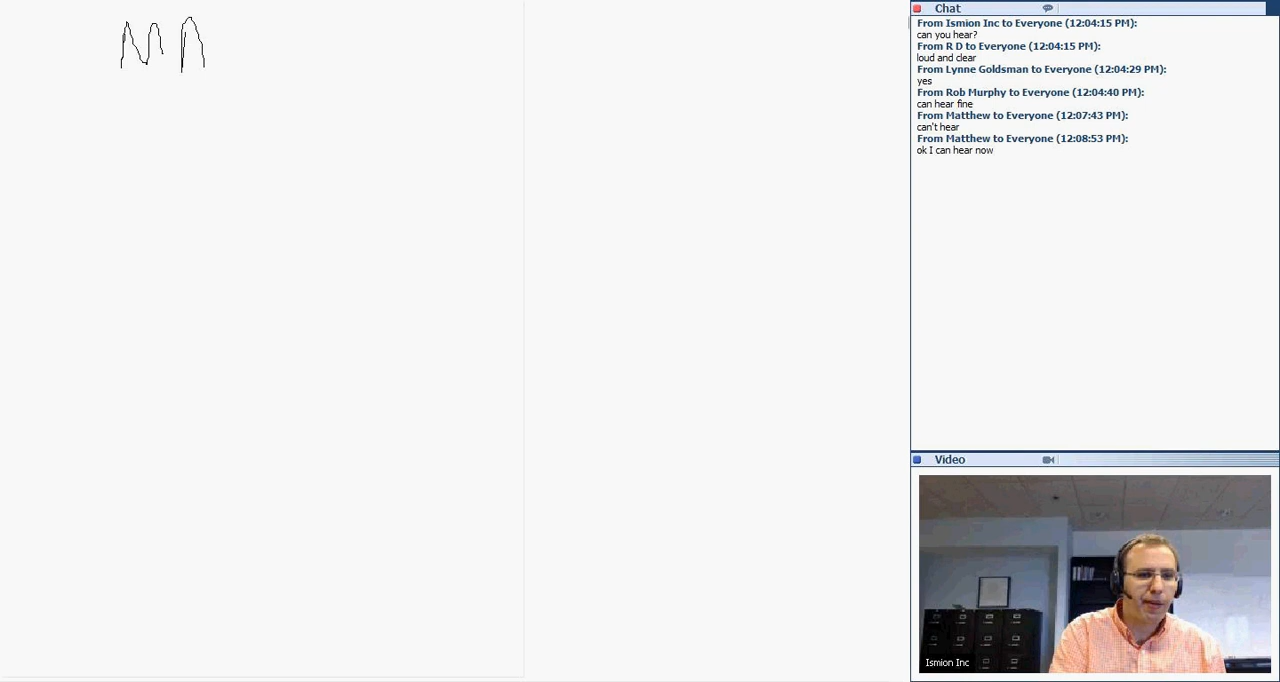 Chat
From Ismion Inc to Everyone (12:04:15 PM):
can you hear?
From R D to Everyone (12:04:15 PM):
loud and clear
From Lynne Goldsman to Everyone (12:04:29 PM):
yes
From Rob Murphy to Everyone (12:04:40 PM):
can hear fine
From Matthew to Everyone (12:07:43 PM):
can't hear
From Matthew to Everyone (12:08:53 PM):
ok I can hear now
Video
Ismion Inc